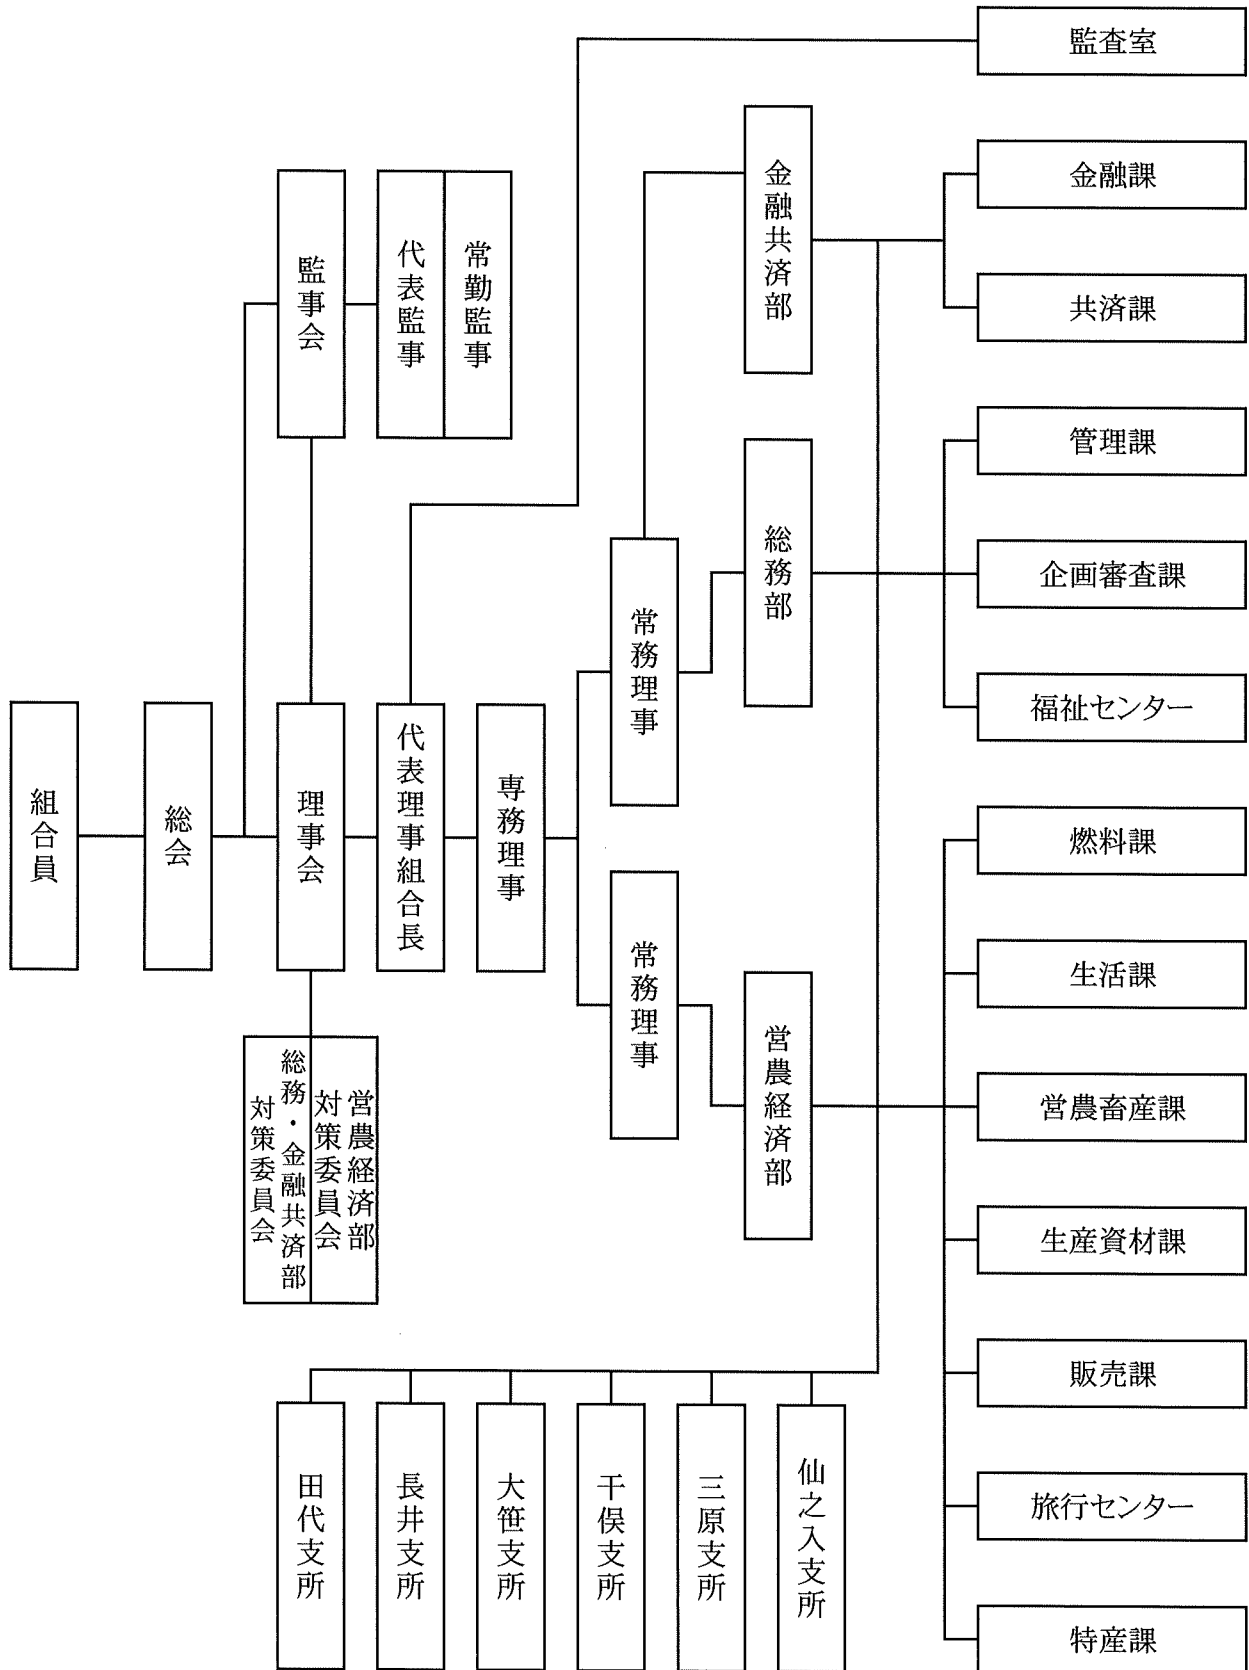 組合員
総会
監事会
代表監事
常勤監事
理事会
総務・金融共済部
対策委員会
営農経済部
対策委員会
代表理事組合長
専務理事
常務理事
常務理事
金融共済部
総務部
営農経済部
監査室
金融課
共済課
管理課
企画審査課
福祉センター
燃料課
生活課
営農畜産課
生産資材課
販売課
旅行センター
特産課
田代支所
長井支所
大笹支所
干俣支所
三原支所
仙之入支所